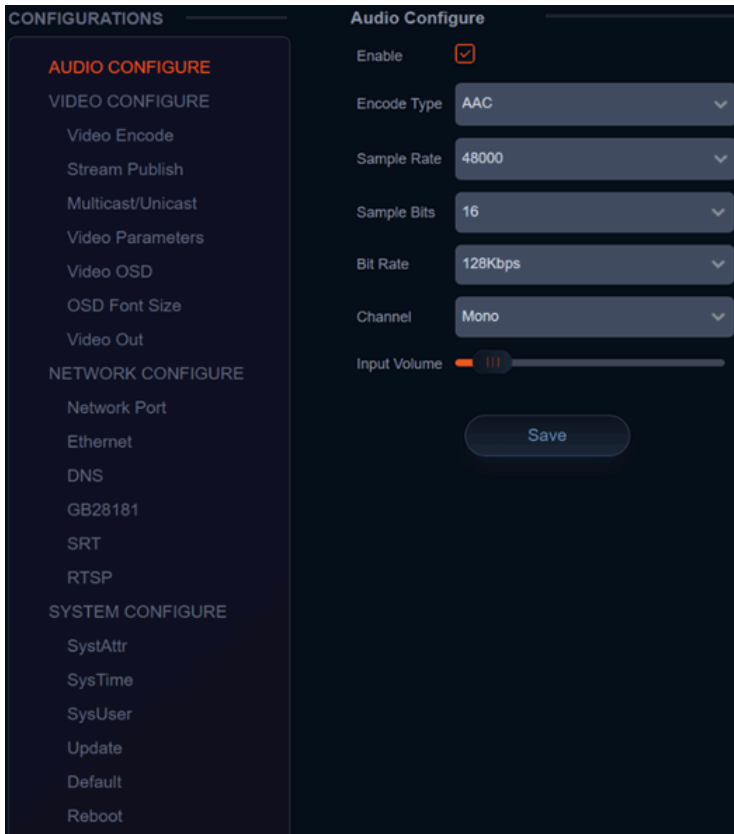 CONFIGURATIONS
AUDIO CONFIGURE
VIDEO CONFIGURE
Video Encode
Stream Publish
Multicast/Unicast
Video Parameters
Video OSD
OSD Font Size
Video Out
NETWORK CONFIGURE
Network Port
Ethernet
DNS
GB28181
SRT
RTSP
SYSTEM CONFIGURE
SystAttr
SysTime
SysUser
Update
Default
Reboot
Audio Configure
Enable
Encode Type AAC
Sample Rate 48000
Sample Bits 16
Bit Rate 128Kbps
Channel Mono
Input Volume
Save